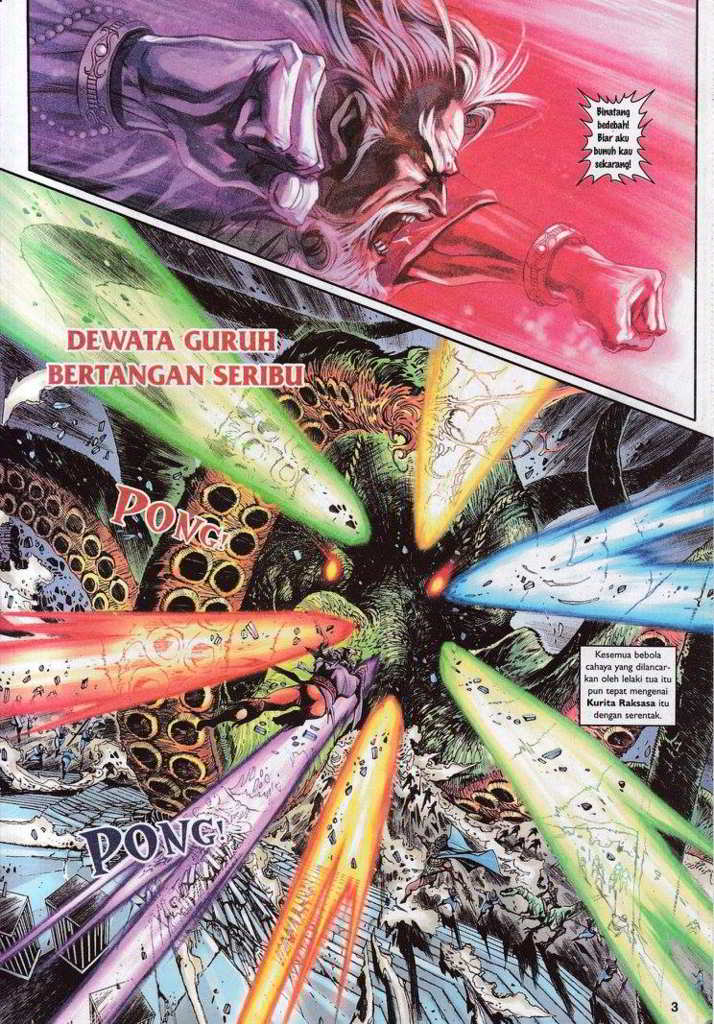 Binatang
bedebah!
Biar aku
bunuh kau
sekarang!
DEWATA GURUH
BERTANGAN SERIBU
PONG!
Kesemua bebola
cahaya yang dilancar-
kan oleh lelaki tua itu
pun tepat mengenai
Kurita Raksasa itu
dengan serentak.
PONG!
3